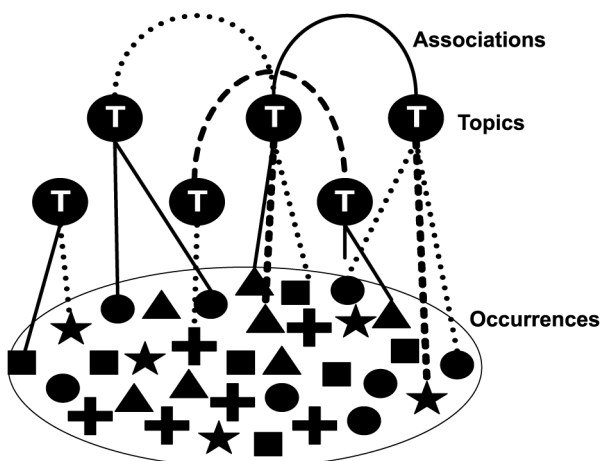 Associations
T T T
Topics
T T T
Occurrences